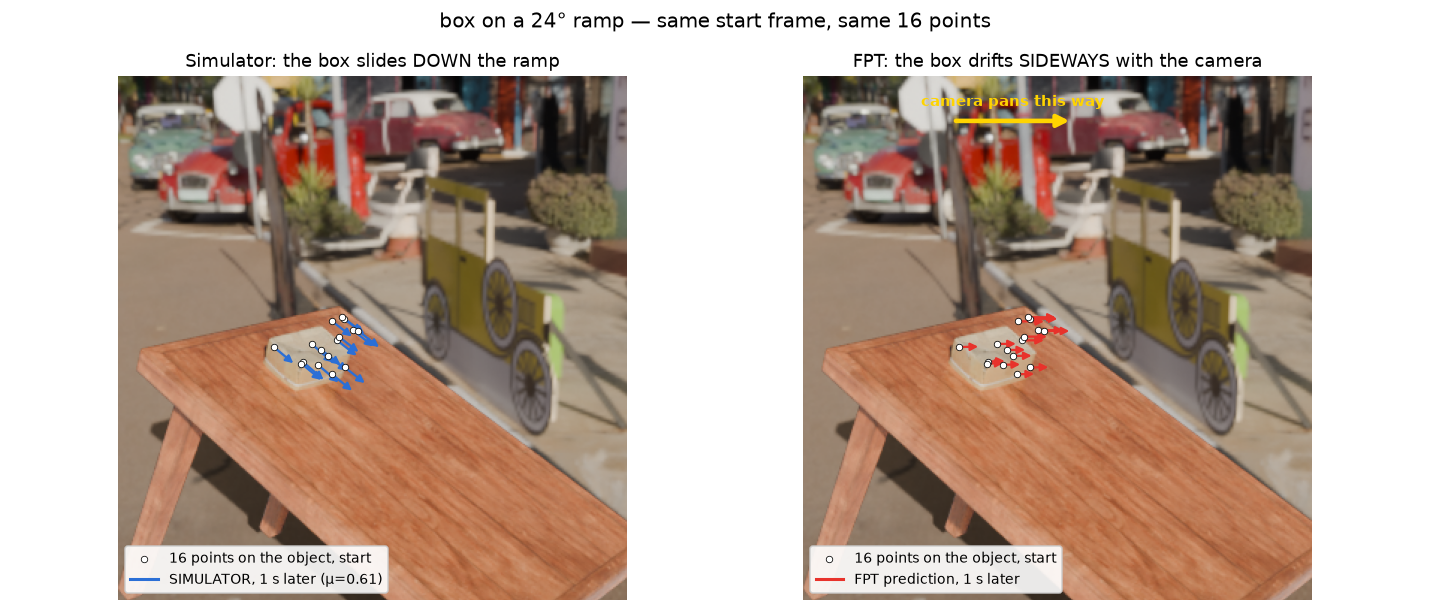 box on a 24° ramp — same start frame, same 16 points
Simulator: the box slides DOWN the ramp
16 points on the object, start
SIMULATOR, 1 s later (μ=0.61)
FPT: the box drifts SIDEWAYS with the camera
camera pans this way
16 points on the object, start
FPT prediction, 1 s later